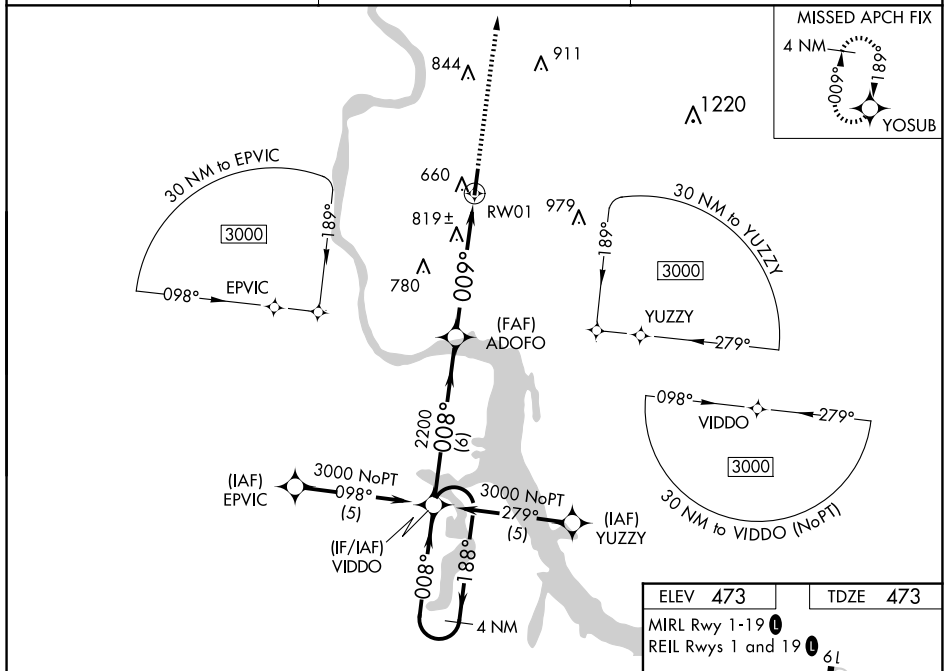 MISSED APCH FIX
4 NM
009°
189°
YOSUB
844
911
1220
30 NM to EPVIC
3000
189°
098°
EPVIC
660
RW01
819±
979
780
009°
30 NM to YUZZY
189°
3000
YUZZY
279°
(FAF)
ADOFO
098°
279°
VIDDO
3000
30 NM to VIDDO (NoPT)
2200
008°
(6)
(IAF)
EPVIC
3000 NoPT
098°
(5)
3000 NoPT
279°
(5)
(IAF)
YUZZY
(IF/IAF)
VIDDO
008°
188°
4 NM
ELEV 473
TDZE 473
MIRL Rwy 1-19 L
REIL Rwys 1 and 19 L
19